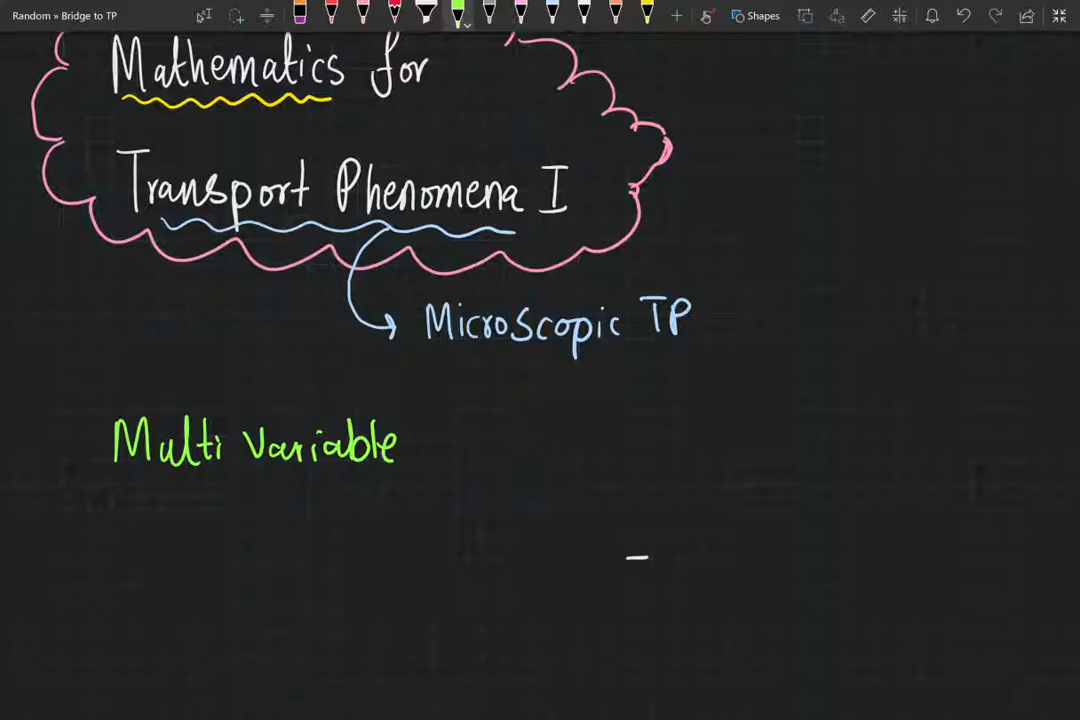 Random » Bridge to TP
Shapes
Mathematics for
Transport Phenomena I
Microscopic TP
Multi variable